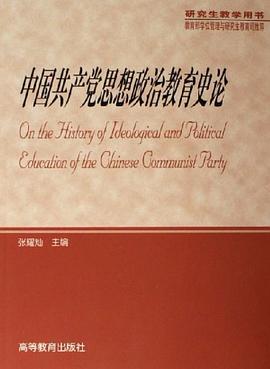 研究生教学用书
教育部学位管理与研究生教育司推荐
中国共产党思想政治教育史论
On the History of Ideological and Political
Education of the Chinese Communist Party
张耀灿 主编
高等教育出版社